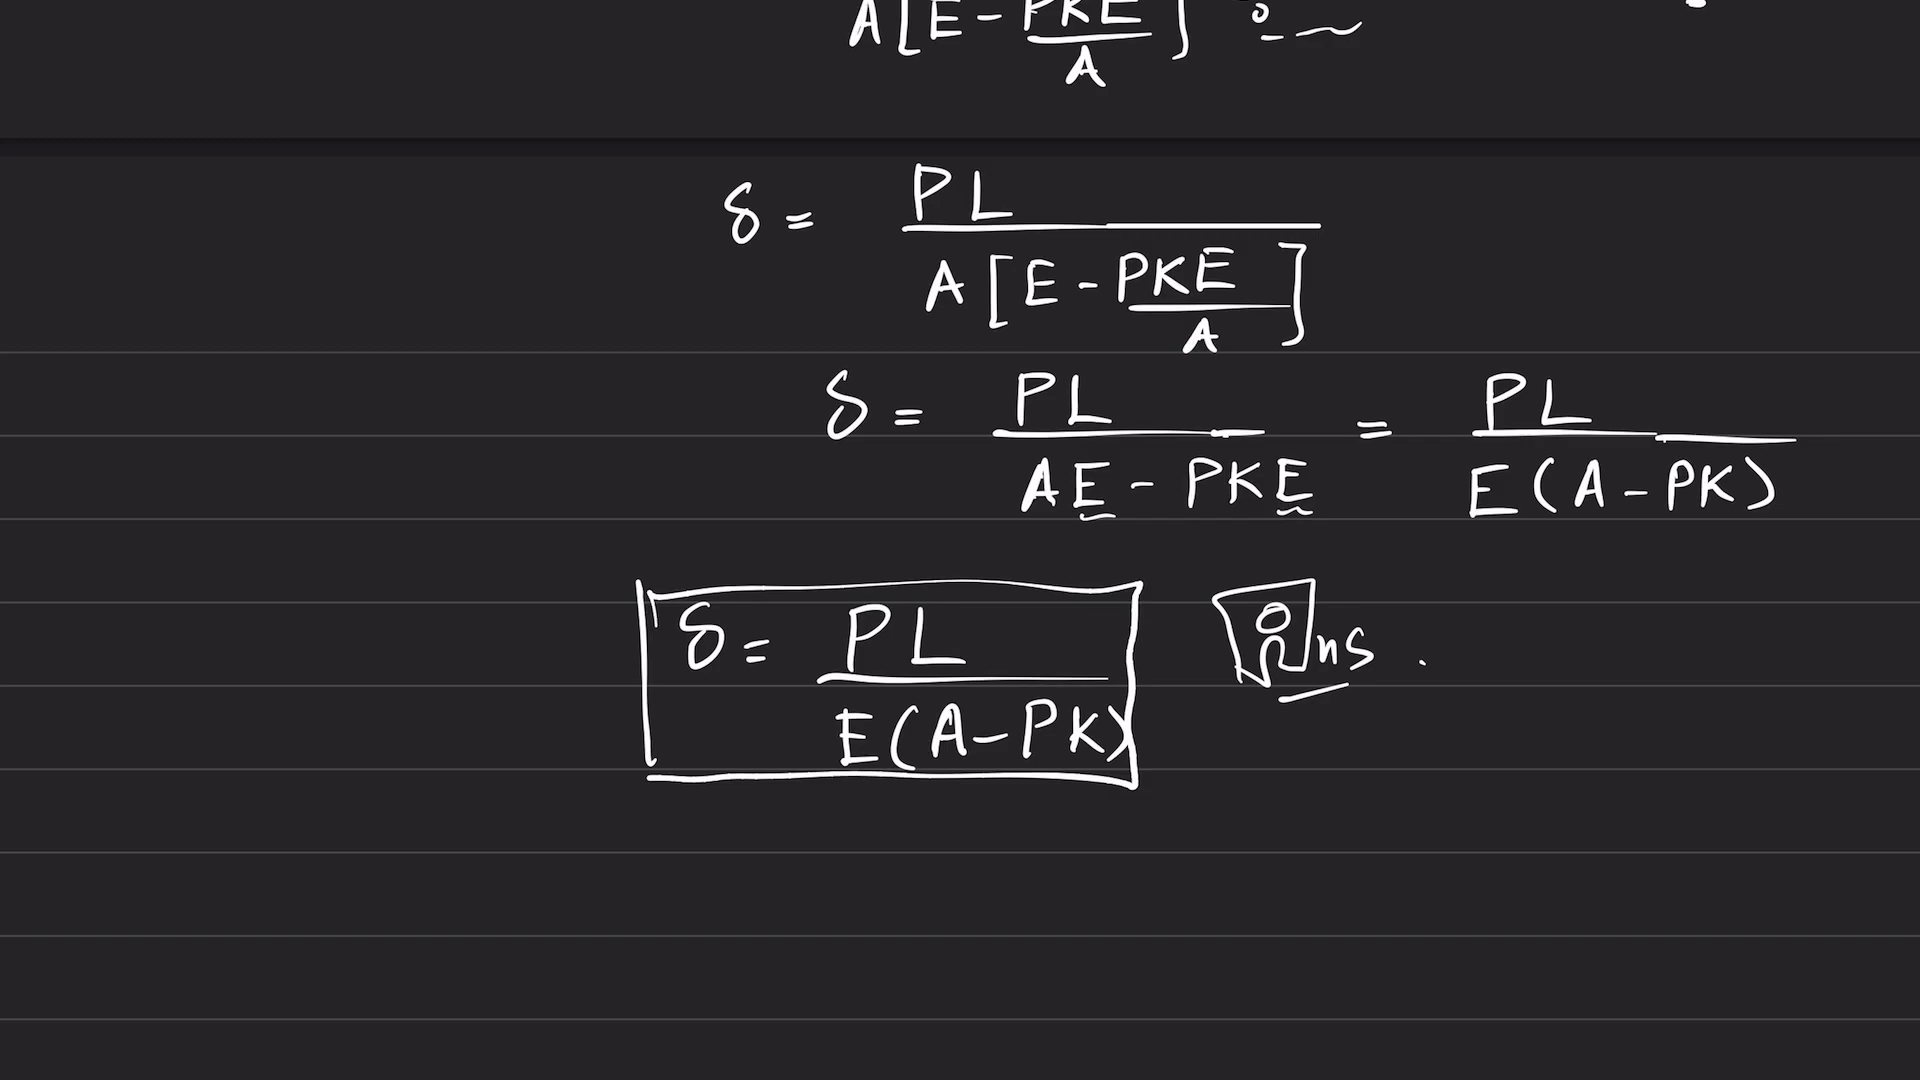 A[E - PKE/A]
δ = PL / A[E - PKE/A]
δ = PL / AE - PKE = PL / E(A - PK)
δ = PL / E(A - PK) Ans.